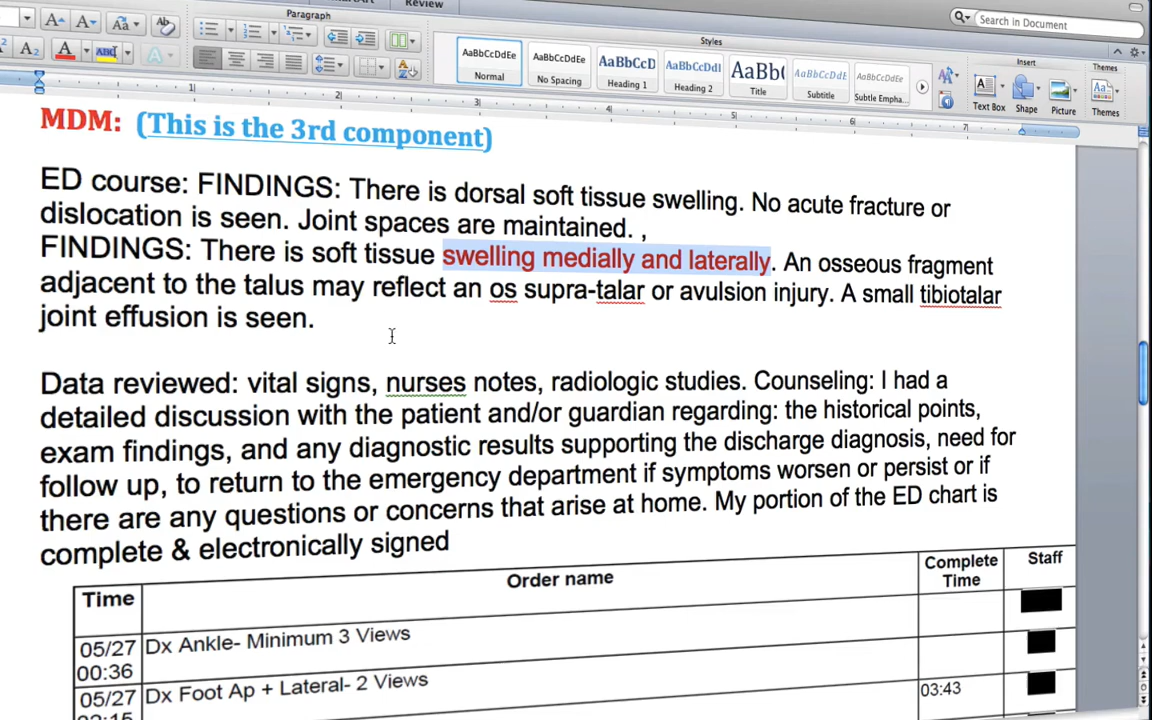 Review
Paragraph
Styles
Insert
Themes
Search in Document
AaBbCcDdEe
Normal
AaBbCcDdEe
No Spacing
AaBbCcD
Heading 1
AaBbCcDdI
Heading 2
AaBb(
Title
AaBbCcDdE
Subtitle
AaBbCcDdEe
Subtle Empha...
Text Box
Shape
Picture
Themes
MDM: (This is the 3rd component)
ED course: FINDINGS: There is dorsal soft tissue swelling. No acute fracture or
dislocation is seen. Joint spaces are maintained. ,
FINDINGS: There is soft tissue swelling medially and laterally. An osseous fragment
adjacent to the talus may reflect an os supra-talar or avulsion injury. A small tibiotalar
joint effusion is seen.
Data reviewed: vital signs, nurses notes, radiologic studies. Counseling: I had a
detailed discussion with the patient and/or guardian regarding: the historical points,
exam findings, and any diagnostic results supporting the discharge diagnosis, need for
follow up, to return to the emergency department if symptoms worsen or persist or if
there are any questions or concerns that arise at home. My portion of the ED chart is
complete & electronically signed
Time Order name Complete Time Staff
05/27 00:36 Dx Ankle- Minimum 3 Views
05/27 Dx Foot Ap + Lateral- 2 Views 03:43